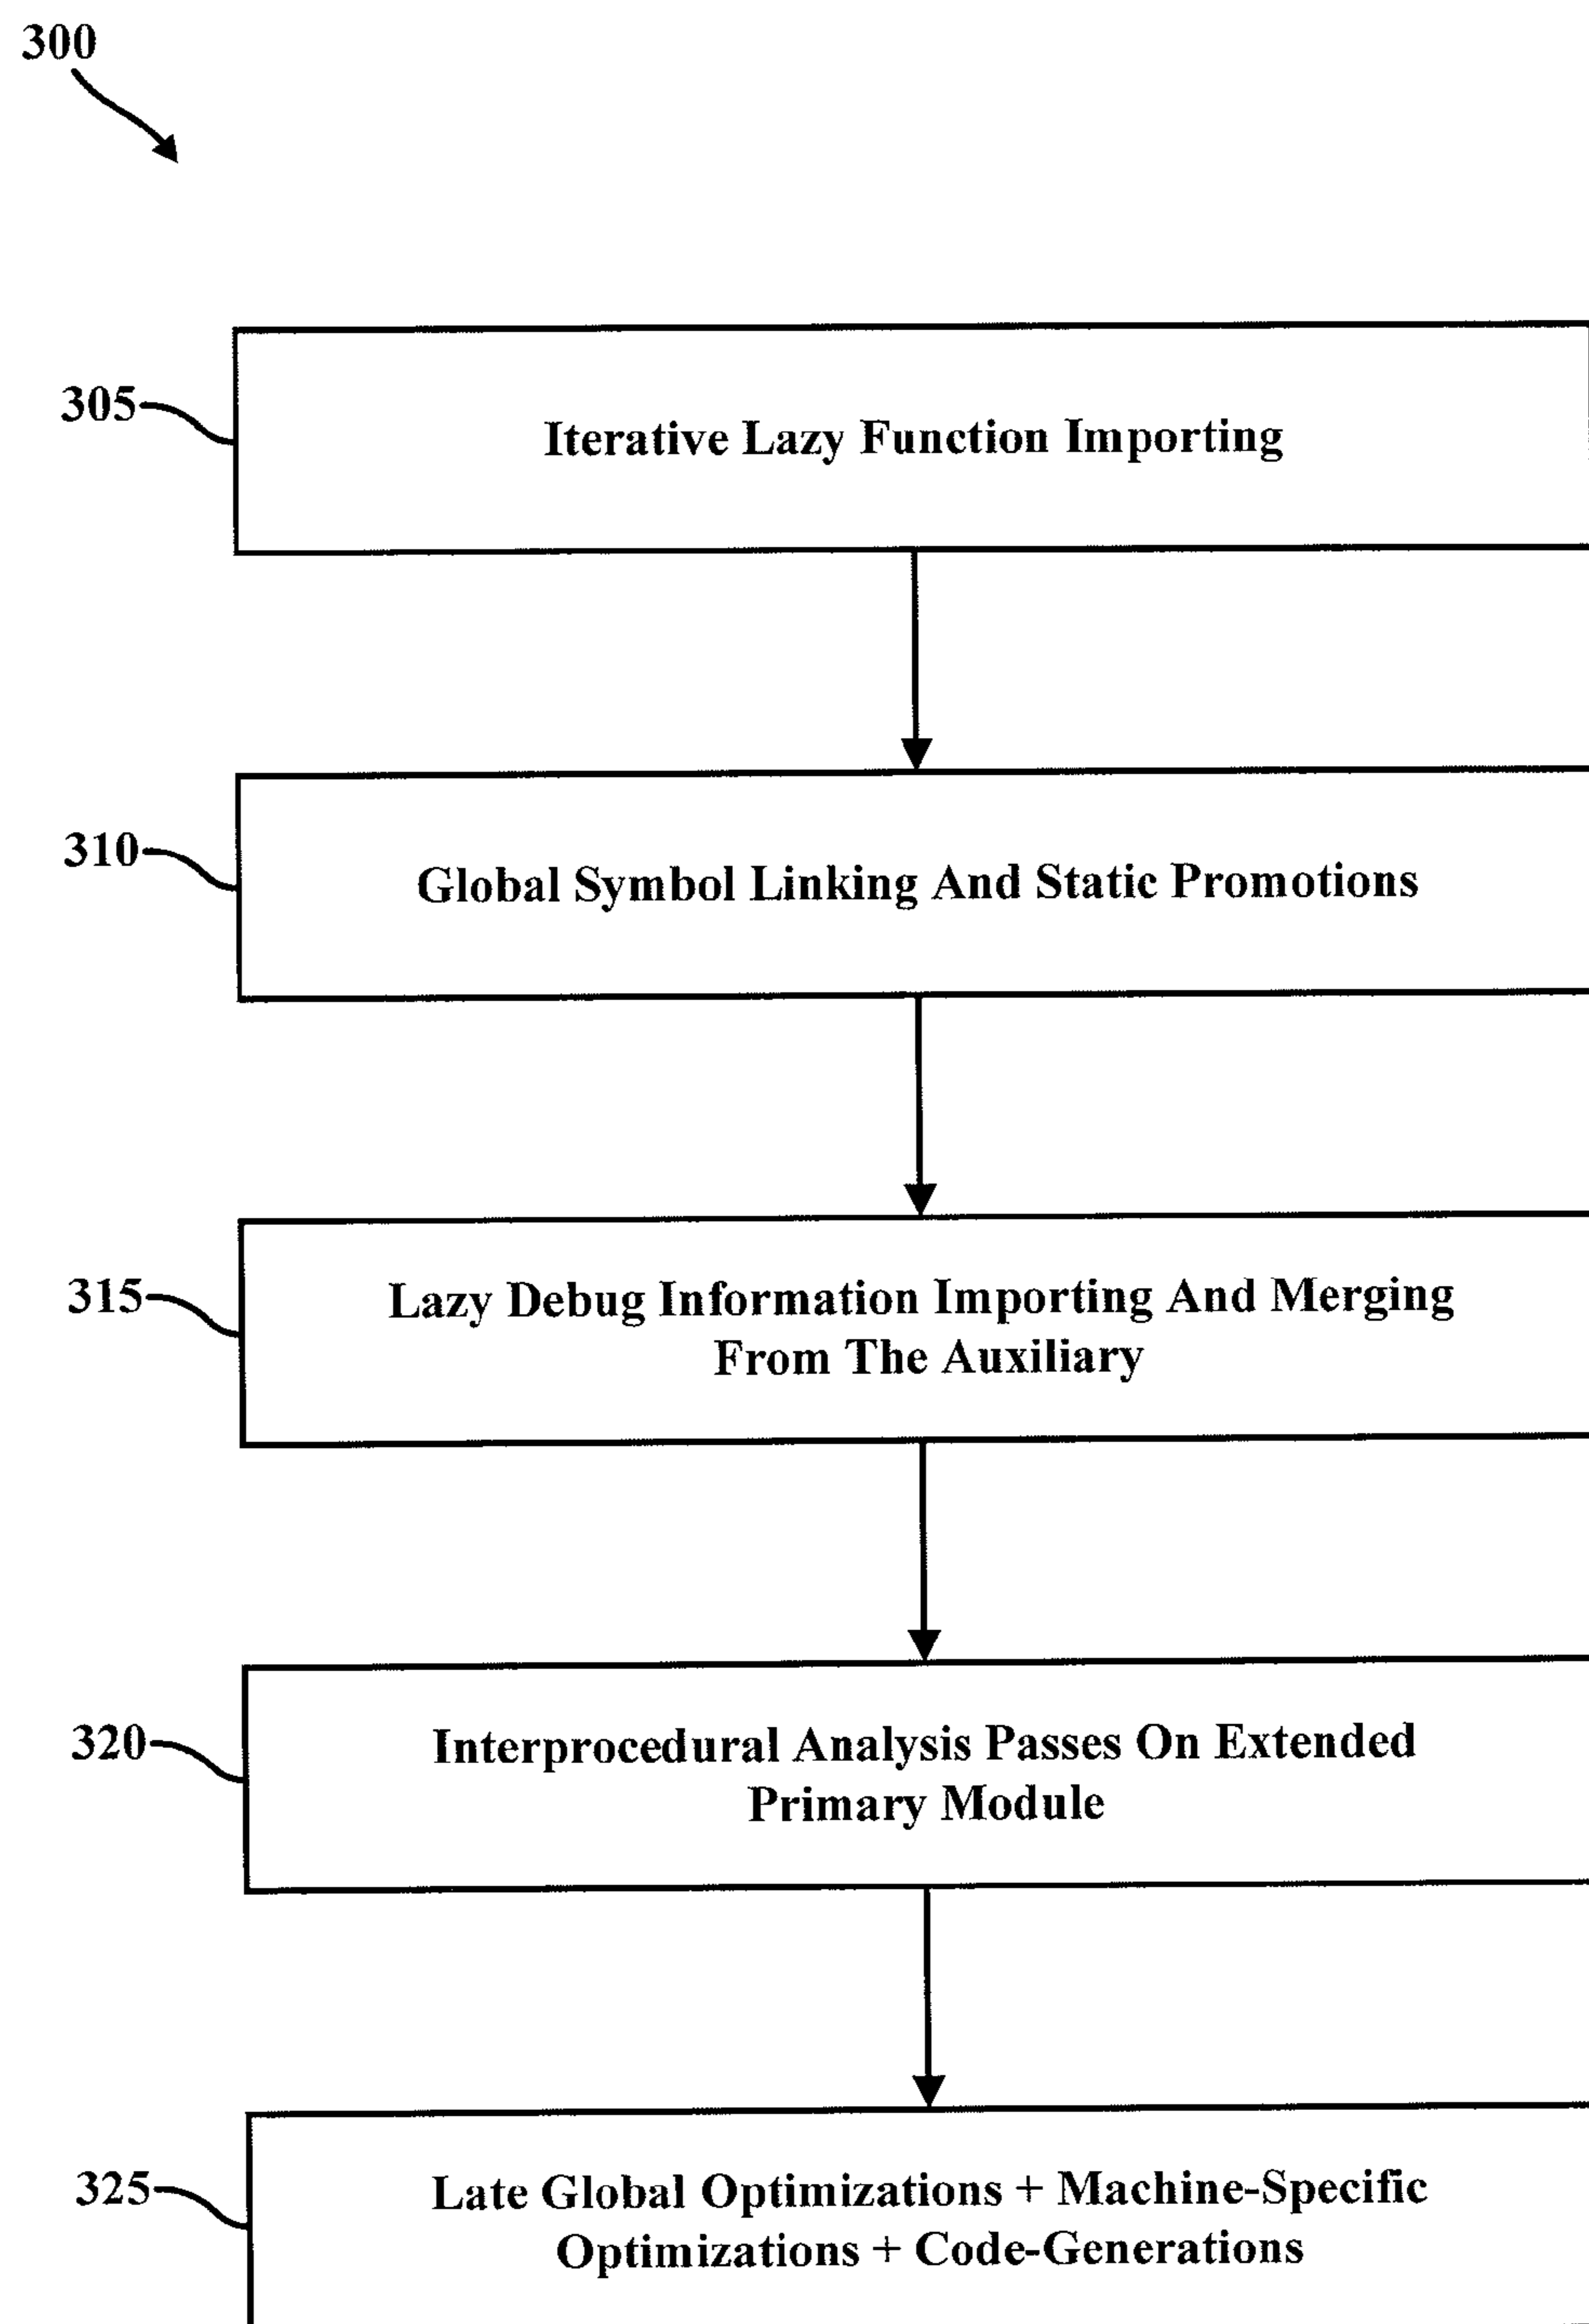 300
305
Iterative Lazy Function Importing
310
Global Symbol Linking And Static Promotions
315
Lazy Debug Information Importing And Merging
From The Auxiliary
320
Interprocedural Analysis Passes On Extended
Primary Module
325
Late Global Optimizations + Machine-Specific
Optimizations + Code-Generations